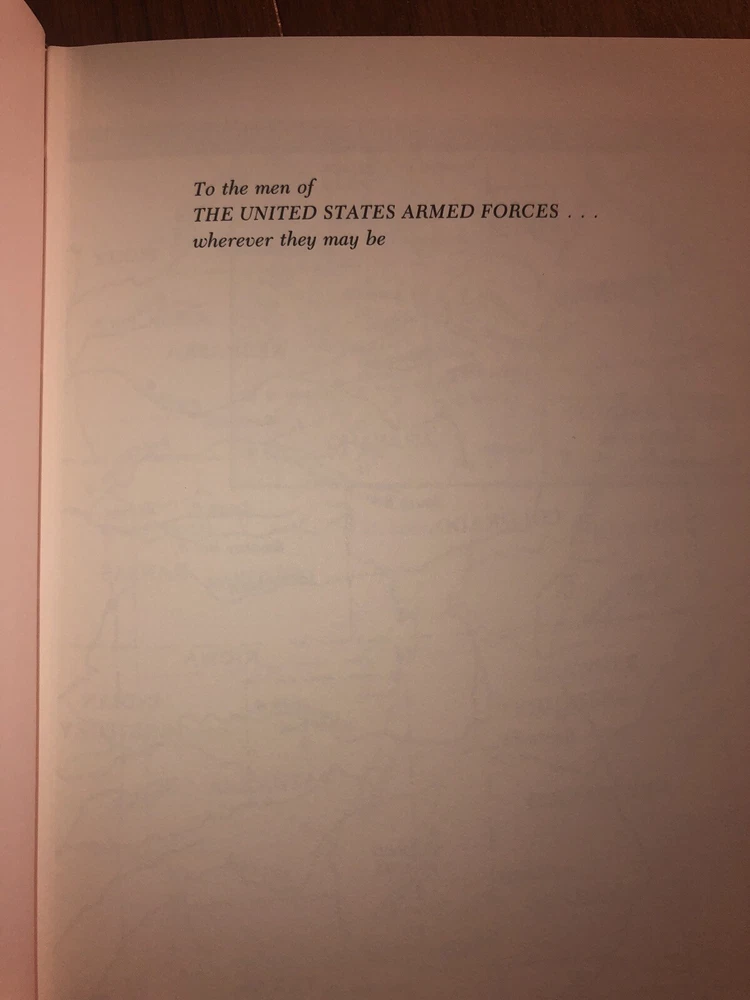 To the men of
THE UNITED STATES ARMED FORCES . . .
wherever they may be